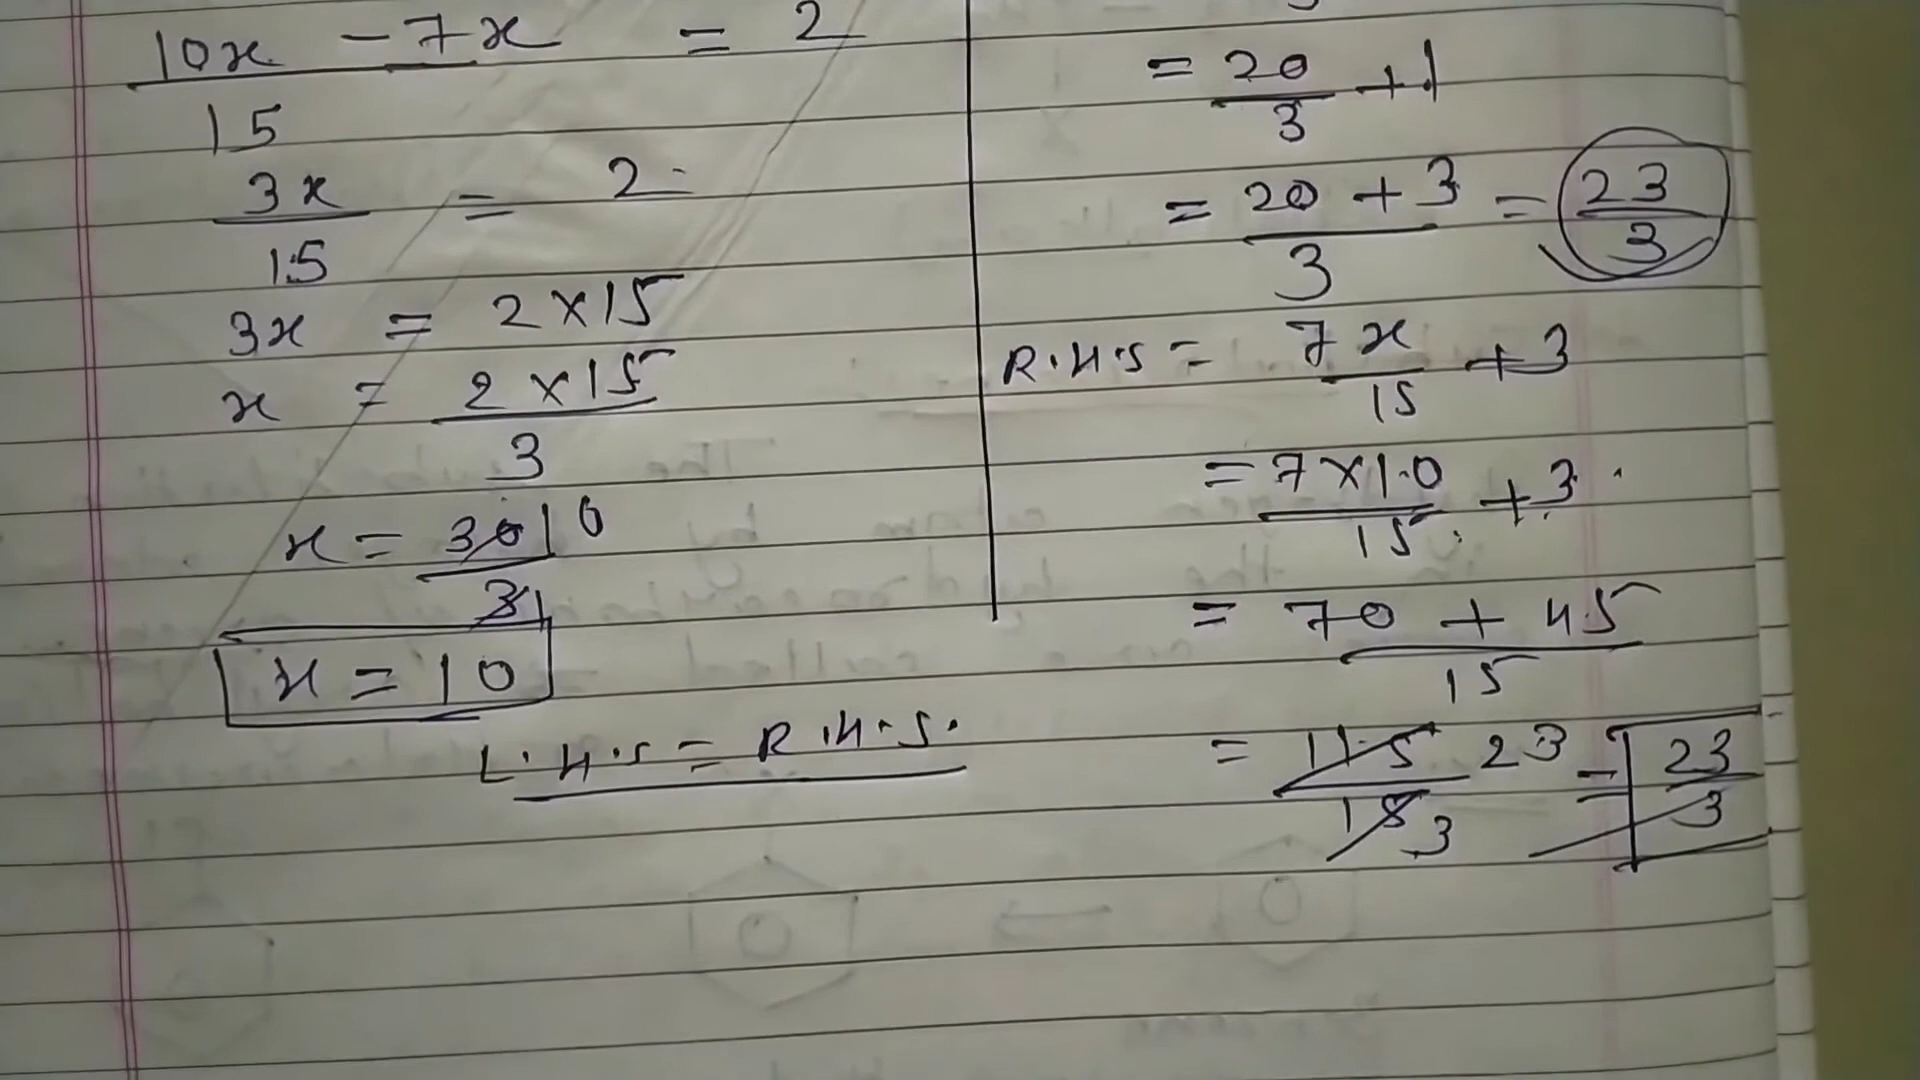 10x - 7x = 2
15
3x = 2
15
3x = 2 × 15
x = 2 × 15
3
x = 30 10
3 1
x = 10
L.H.S = R.H.S.
= 20 + 1
3
= 20 + 3 = 23
3 3
R.H.S = 7x + 3
15
= 7 × 10 + 3
15
= 70 + 45
15
= 115 23 = 23
15 3 3